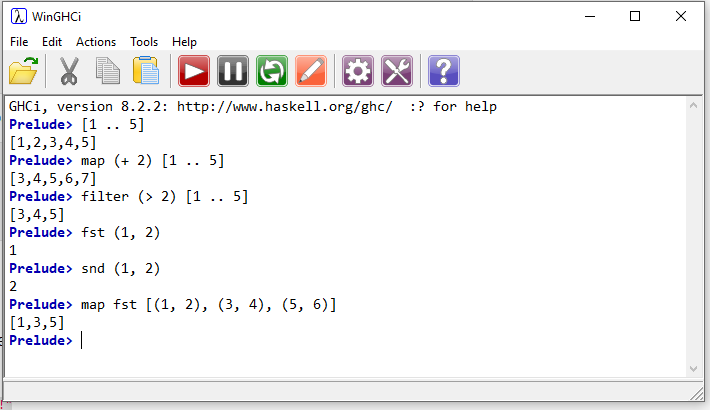 WinGHCi
File Edit Actions Tools Help
GHCi, version 8.2.2: http://www.haskell.org/ghc/  :? for help
Prelude> [1 .. 5]
[1,2,3,4,5]
Prelude> map (+ 2) [1 .. 5]
[3,4,5,6,7]
Prelude> filter (> 2) [1 .. 5]
[3,4,5]
Prelude> fst (1, 2)
1
Prelude> snd (1, 2)
2
Prelude> map fst [(1, 2), (3, 4), (5, 6)]
[1,3,5]
Prelude>